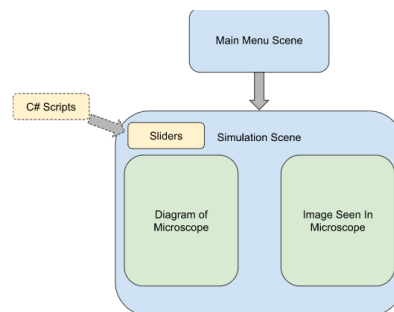 Main Menu Scene
C# Scripts
Sliders
Simulation Scene
Diagram of
Microscope
Image Seen In
Microscope